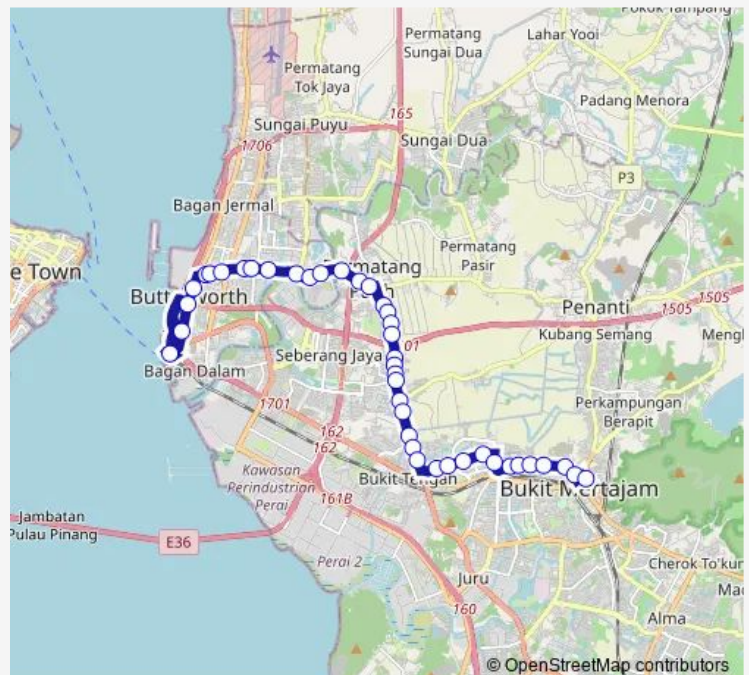 Pokok Tampang
Permatang
Sungai Dua
Lahar Yooi
Permatang
Tok Jaya
Padang Menora
165
Sungai Puyu
Sungai Dua
1706
P3
Bagan Jermal
Permatang
Pasir
e Town
Permatang
Butterworth
1505
1505
Penanti
Kubang Semang
Mengk
Seberang Jaya
Bagan Dalam
1701
Perkampungan
Berapit
162
162
Kawasan
Perindustrian
Perai
Bukit Tengah
161B
Bukit Mertajam
Jambatan
Pulau Pinang
E36
Perai 2
Cherok To'kun
Juru
160
Alma
© OpenStreetMap contributors